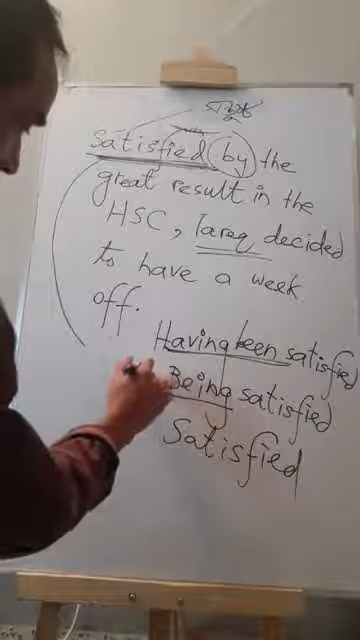 Satisfied by the
great result in the
HSC, Tareq decided
to have a week
off.
Having been satisfied
Being satisfied
Satisfied